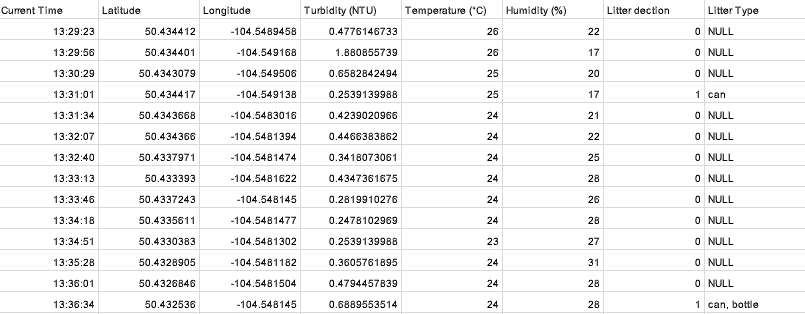 Current Time Latitude Longitude Turbidity (NTU) Temperature (°C) Humidity (%) Litter dection Litter Type
13:29:23 50.434412 -104.5489458 0.4776146733 26 22 0 NULL
13:29:56 50.434401 -104.549168 1.880855739 26 17 0 NULL
13:30:29 50.4343079 -104.549506 0.6582842494 25 20 0 NULL
13:31:01 50.434417 -104.549138 0.2539139988 25 17 1 can
13:31:34 50.4343668 -104.5483016 0.4239020966 24 21 0 NULL
13:32:07 50.434366 -104.5481394 0.4466383862 24 22 0 NULL
13:32:40 50.4337971 -104.5481474 0.3418073061 24 25 0 NULL
13:33:13 50.433393 -104.5481622 0.4347361675 24 28 0 NULL
13:33:46 50.4337243 -104.548145 0.2819910276 24 26 0 NULL
13:34:18 50.4335611 -104.5481477 0.2478102969 24 28 0 NULL
13:34:51 50.4330383 -104.5481302 0.2539139988 23 27 0 NULL
13:35:28 50.4328905 -104.5481182 0.3605761895 24 31 0 NULL
13:36:01 50.4326846 -104.5481504 0.4794457839 24 28 0 NULL
13:36:34 50.432536 -104.548145 0.6889553514 24 28 1 can, bottle